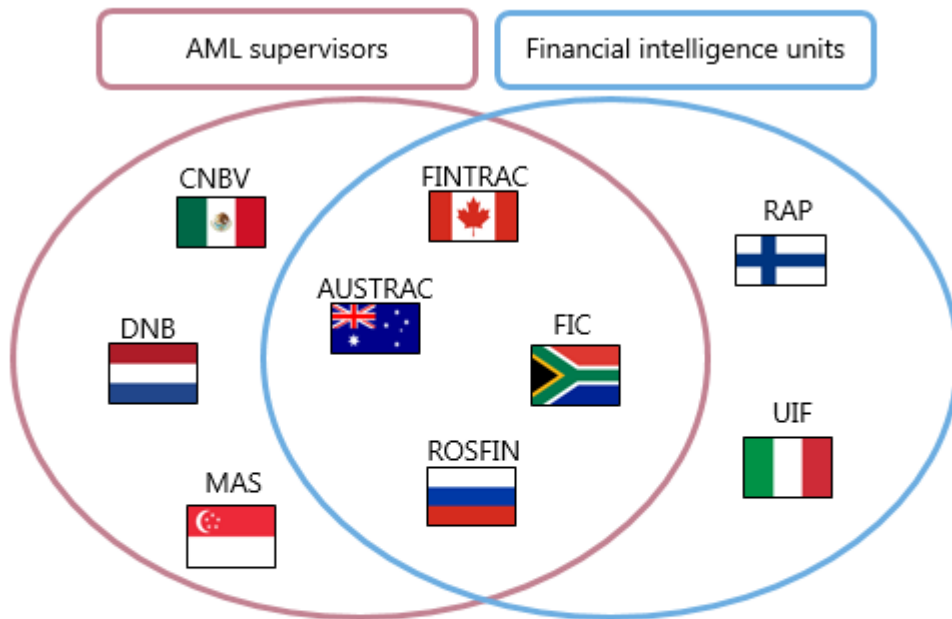 AML supervisors
Financial intelligence units
CNBV
FINTRAC
RAP
AUSTRAC
DNB
FIC
UIF
ROSFIN
MAS